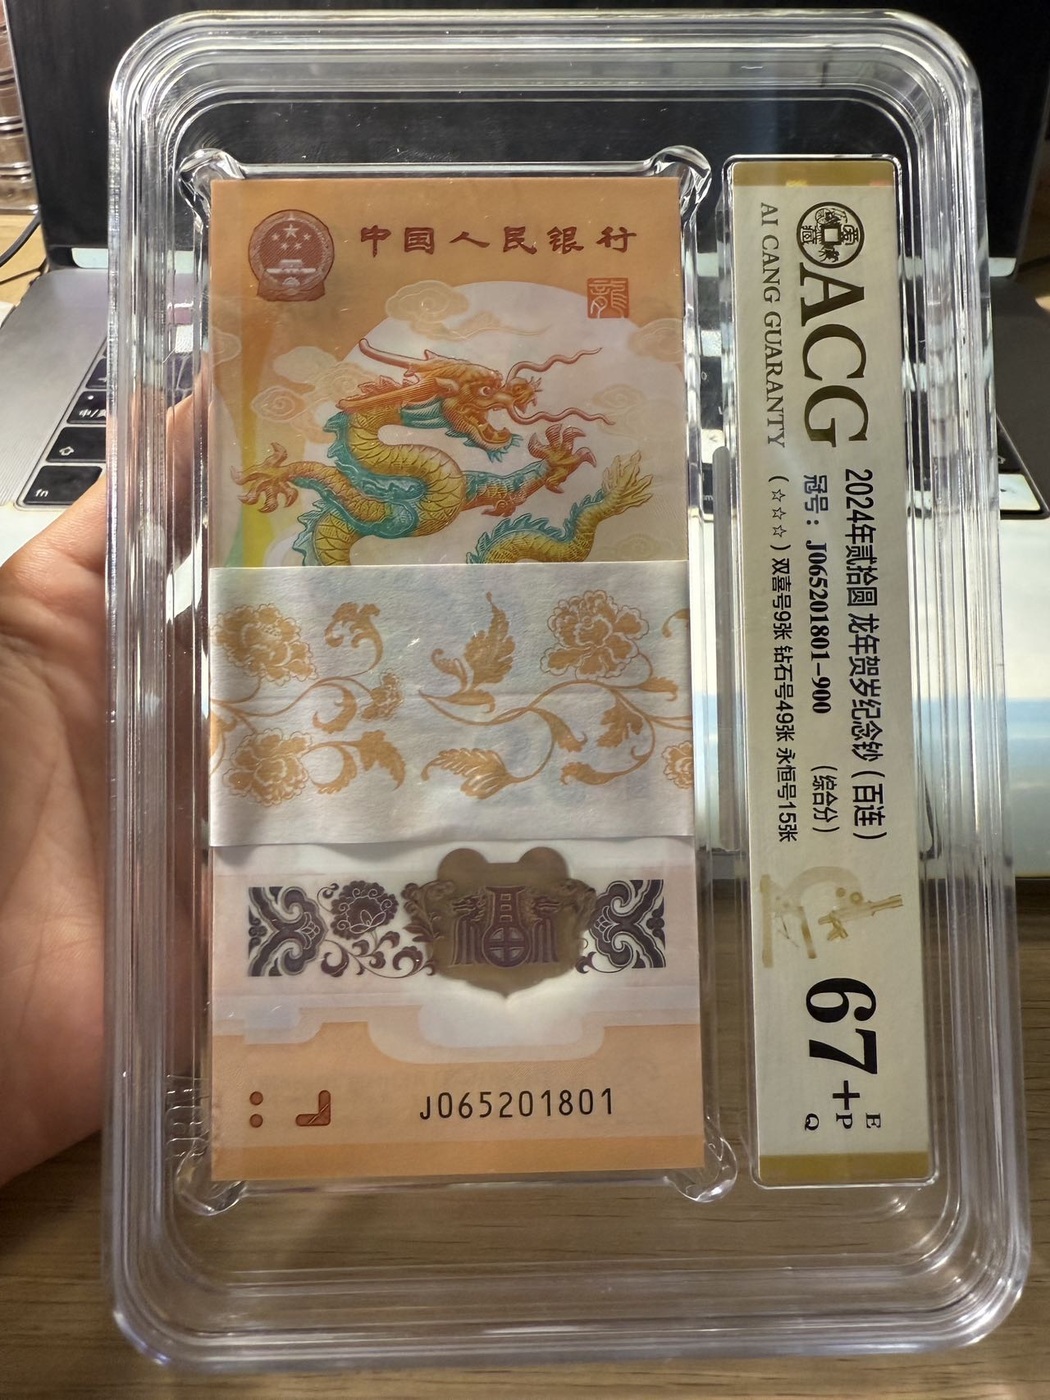 中国人民银行
龍
J065201801
ACG
AI CANG GUARANTY
2024年贰拾圆 龙年贺岁纪念钞（百连）
冠号：J065201801-900 （综合分）
（☆☆☆）双喜号9张 钻石号49张 永恒号15张
67+
E
P
Q
fn